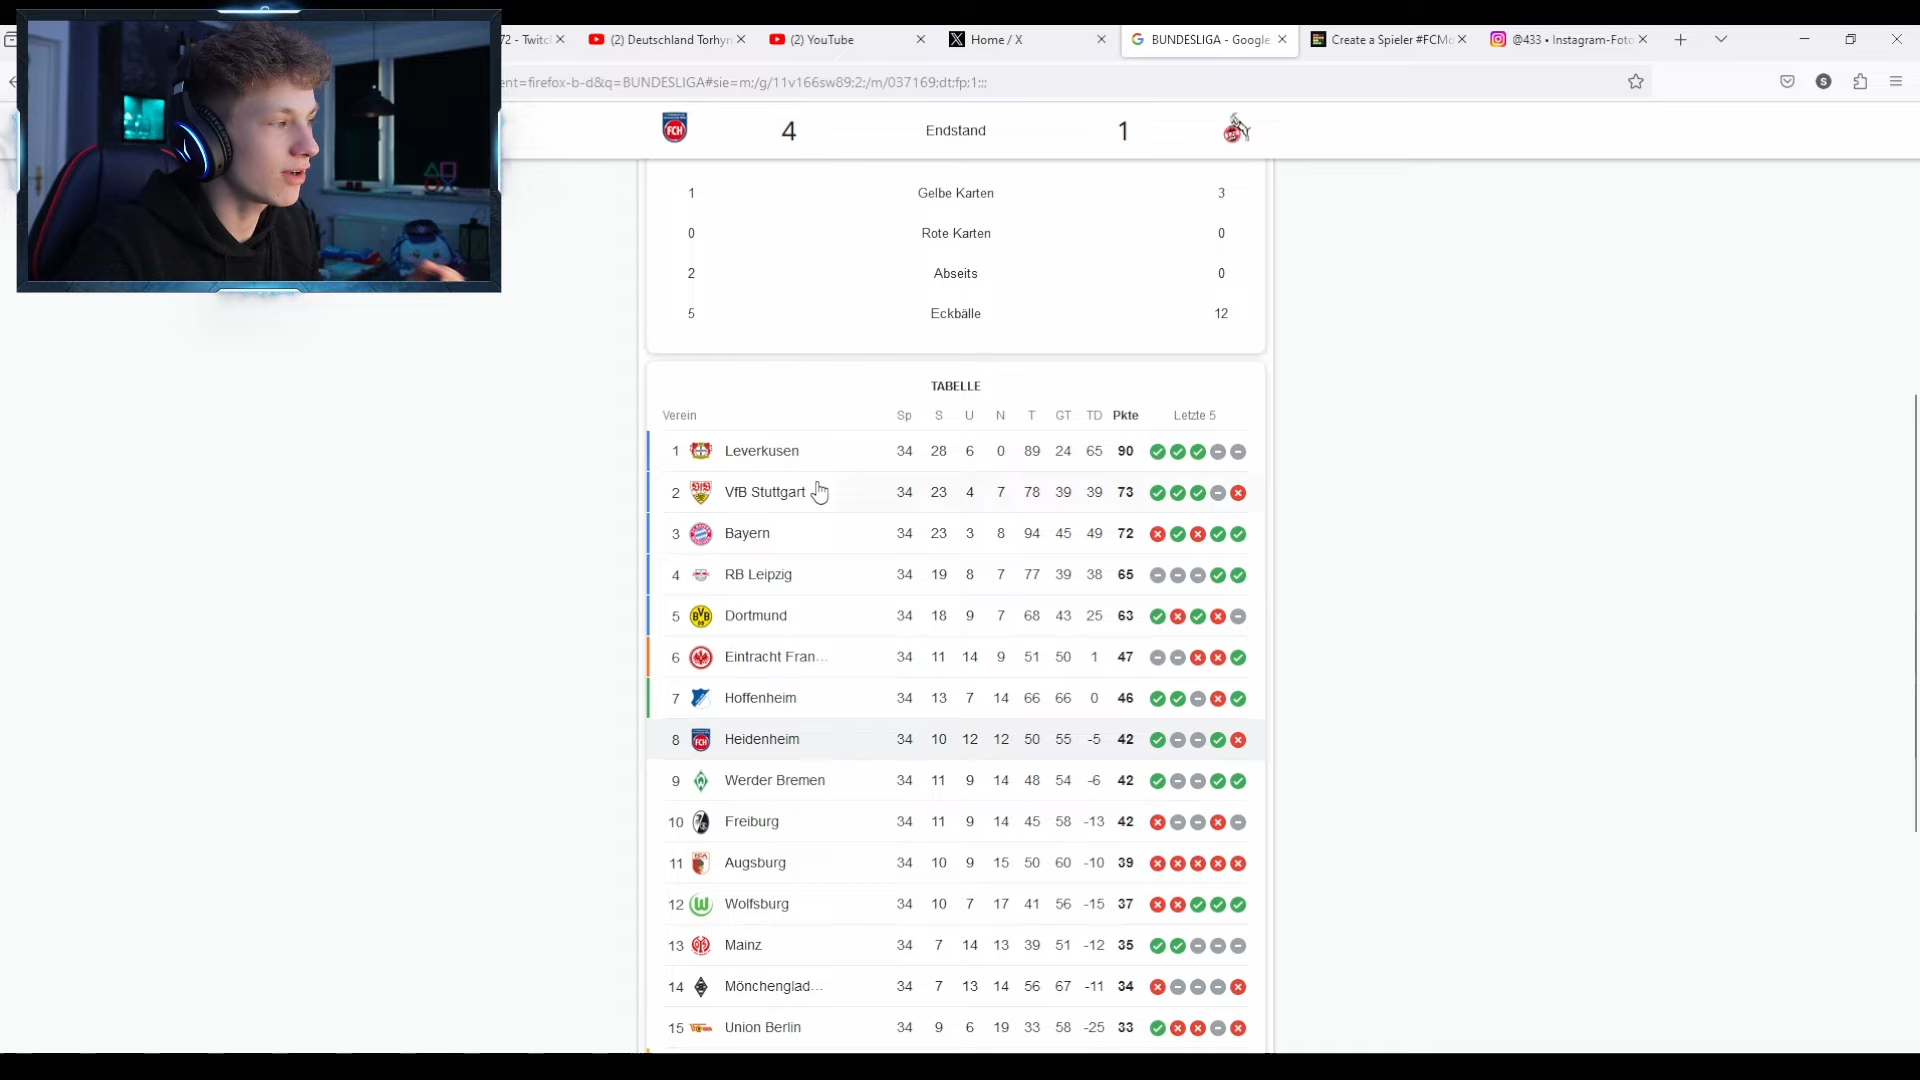 72 - Twitch
(2) Deutschland Torhyn
(2) YouTube
Home / X
BUNDESLIGA - Google
Create a Spieler #FCMo
@433 • Instagram-Foto
ent=firefox-b-d&q=BUNDESLIGA#sie=m;/g/11v166sw89;2;/m/037169;dt;fp;1;;;
S
4 Endstand 1
1 Gelbe Karten 3
0 Rote Karten 0
2 Abseits 0
5 Eckbälle 12
TABELLE
Verein Sp S U N T GT TD Pkte Letzte 5
1 Leverkusen 34 28 6 0 89 24 65 90
2 VfB Stuttgart 34 23 4 7 78 39 39 73
3 Bayern 34 23 3 8 94 45 49 72
4 RB Leipzig 34 19 8 7 77 39 38 65
5 Dortmund 34 18 9 7 68 43 25 63
6 Eintracht Fran... 34 11 14 9 51 50 1 47
7 Hoffenheim 34 13 7 14 66 66 0 46
8 Heidenheim 34 10 12 12 50 55 -5 42
9 Werder Bremen 34 11 9 14 48 54 -6 42
10 Freiburg 34 11 9 14 45 58 -13 42
11 Augsburg 34 10 9 15 50 60 -10 39
12 Wolfsburg 34 10 7 17 41 56 -15 37
13 Mainz 34 7 14 13 39 51 -12 35
14 Mönchenglad... 34 7 13 14 56 67 -11 34
15 Union Berlin 34 9 6 19 33 58 -25 33